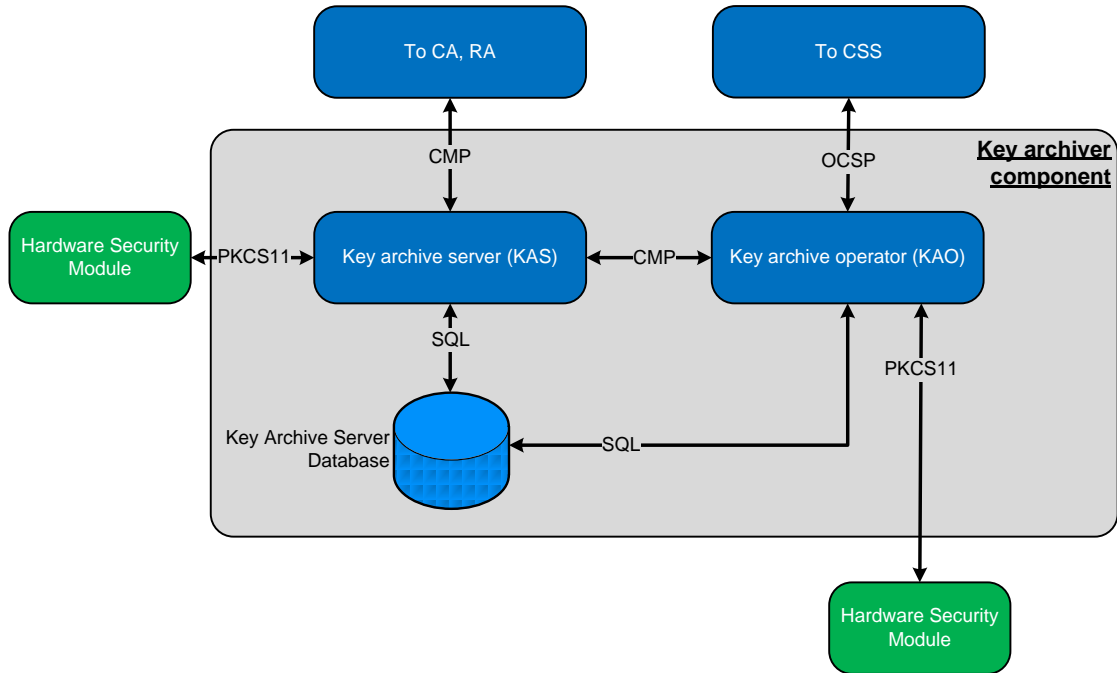 To CA, RA
To CSS
CMP
OCSP
Key archiver
component
Hardware Security
Module
PKCS11
Key archive server (KAS)
CMP
Key archive operator (KAO)
SQL
PKCS11
Key Archive Server
Database
SQL
Hardware Security
Module